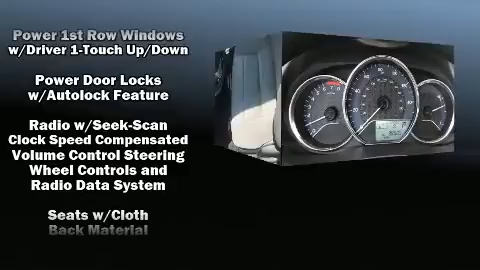 Power 1st Row Windows
w/Driver 1-Touch Up/Down
Power Door Locks
w/Autolock Feature
Radio w/Seek-Scan
Clock Speed Compensated
Volume Control Steering
Wheel Controls and
Radio Data System
Seats w/Cloth
Back Material